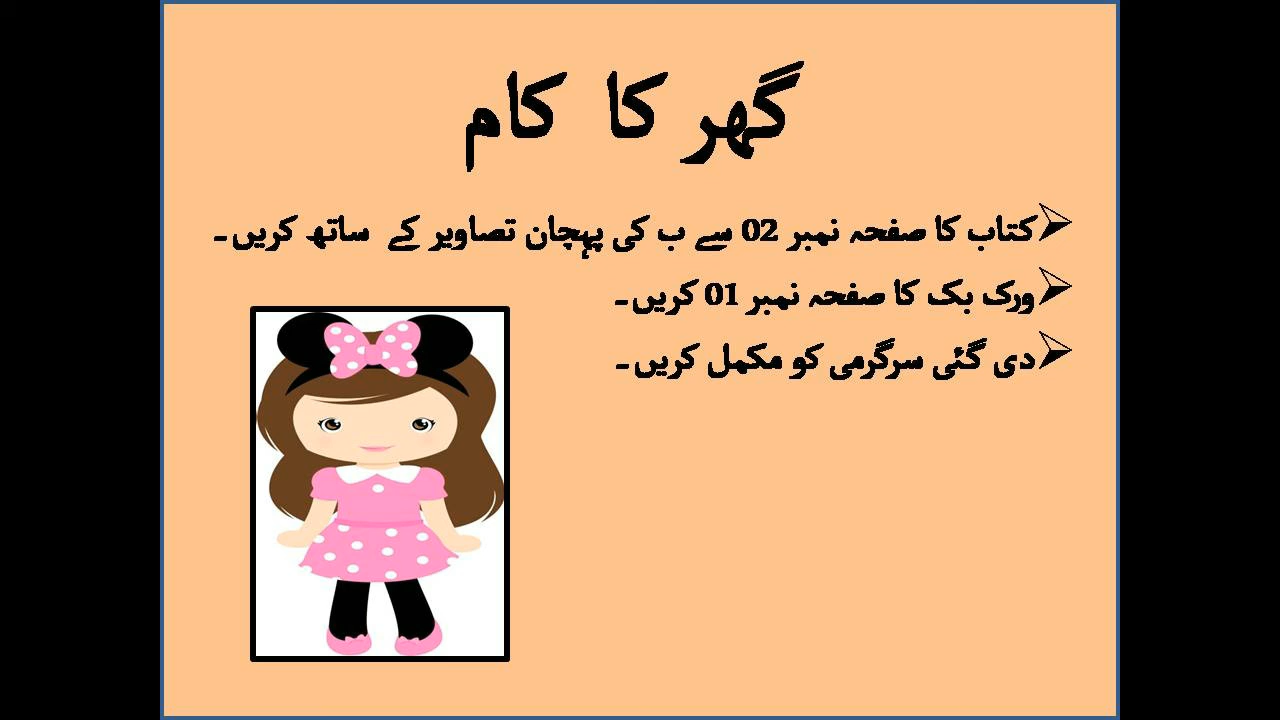 گھر کا کام
کتاب کا صفحہ نمبر 02 سے ب کی پہچان تصاویر کے ساتھ کریں۔
ورک بک کا صفحہ نمبر 01 کریں۔
دی گئی سرگرمی کو مکمل کریں۔